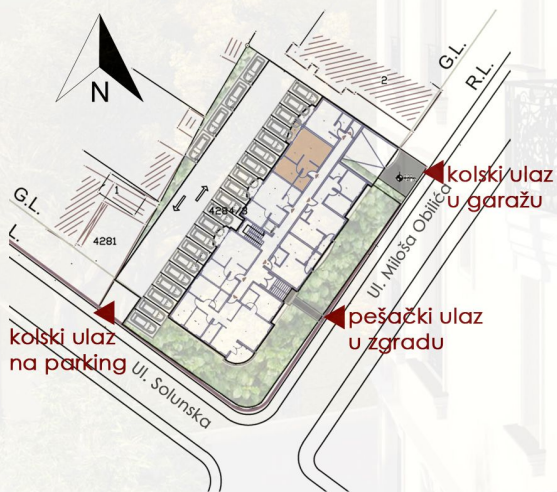 N
G.L.
R.L.
2
kolski ulaz
u garažu
1
G.L.
L.
4281
4284/3
Ul. Miloša Obilića
pešački ulaz
u zgradu
kolski ulaz
na parking
Ul. Solunska